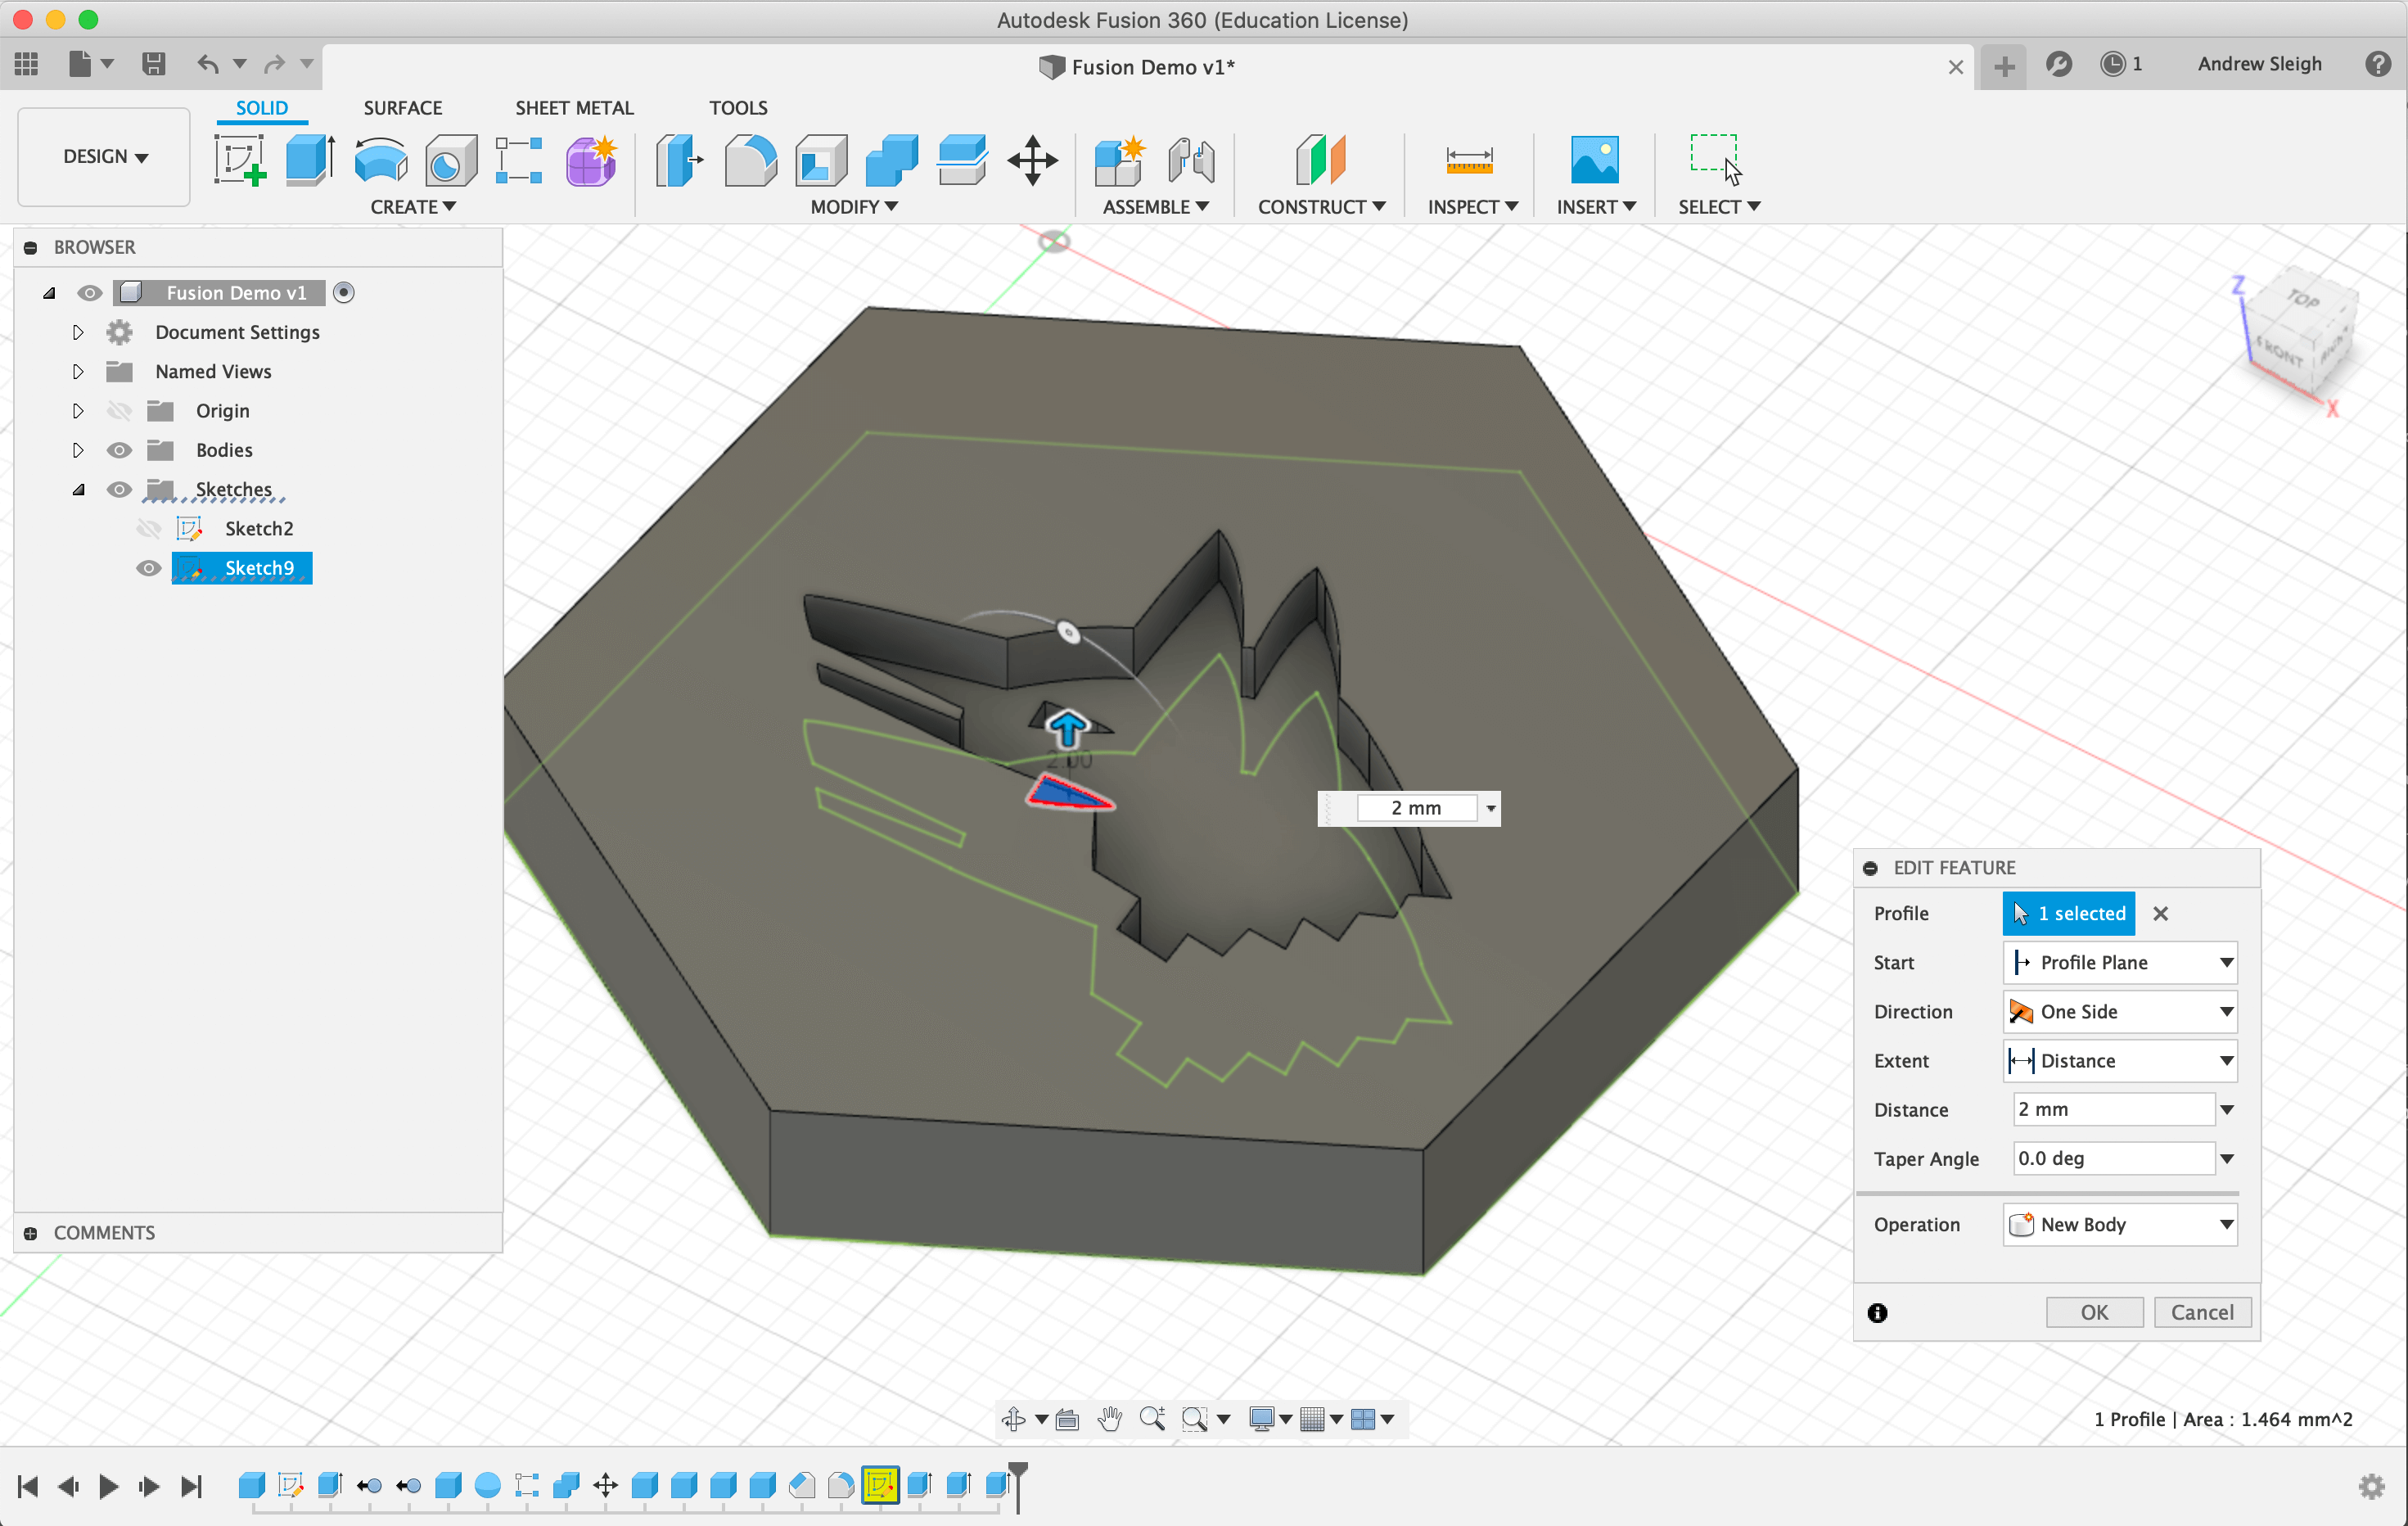 Autodesk Fusion 360 (Education License)
Fusion Demo v1*
1
Andrew Sleigh
DESIGN
SOLID
SURFACE
SHEET METAL
TOOLS
CREATE
MODIFY
ASSEMBLE
CONSTRUCT
INSPECT
INSERT
SELECT
BROWSER
Fusion Demo v1
Document Settings
Named Views
Origin
Bodies
Sketches
Sketch2
Sketch9
COMMENTS
Z
TOP
FRONT
RIGHT
X
2.00
2 mm
EDIT FEATURE
Profile
1 selected
Start
Profile Plane
Direction
One Side
Extent
Distance
Distance
2 mm
Taper Angle
0.0 deg
Operation
New Body
OK
Cancel
1 Profile | Area : 1.464 mm^2